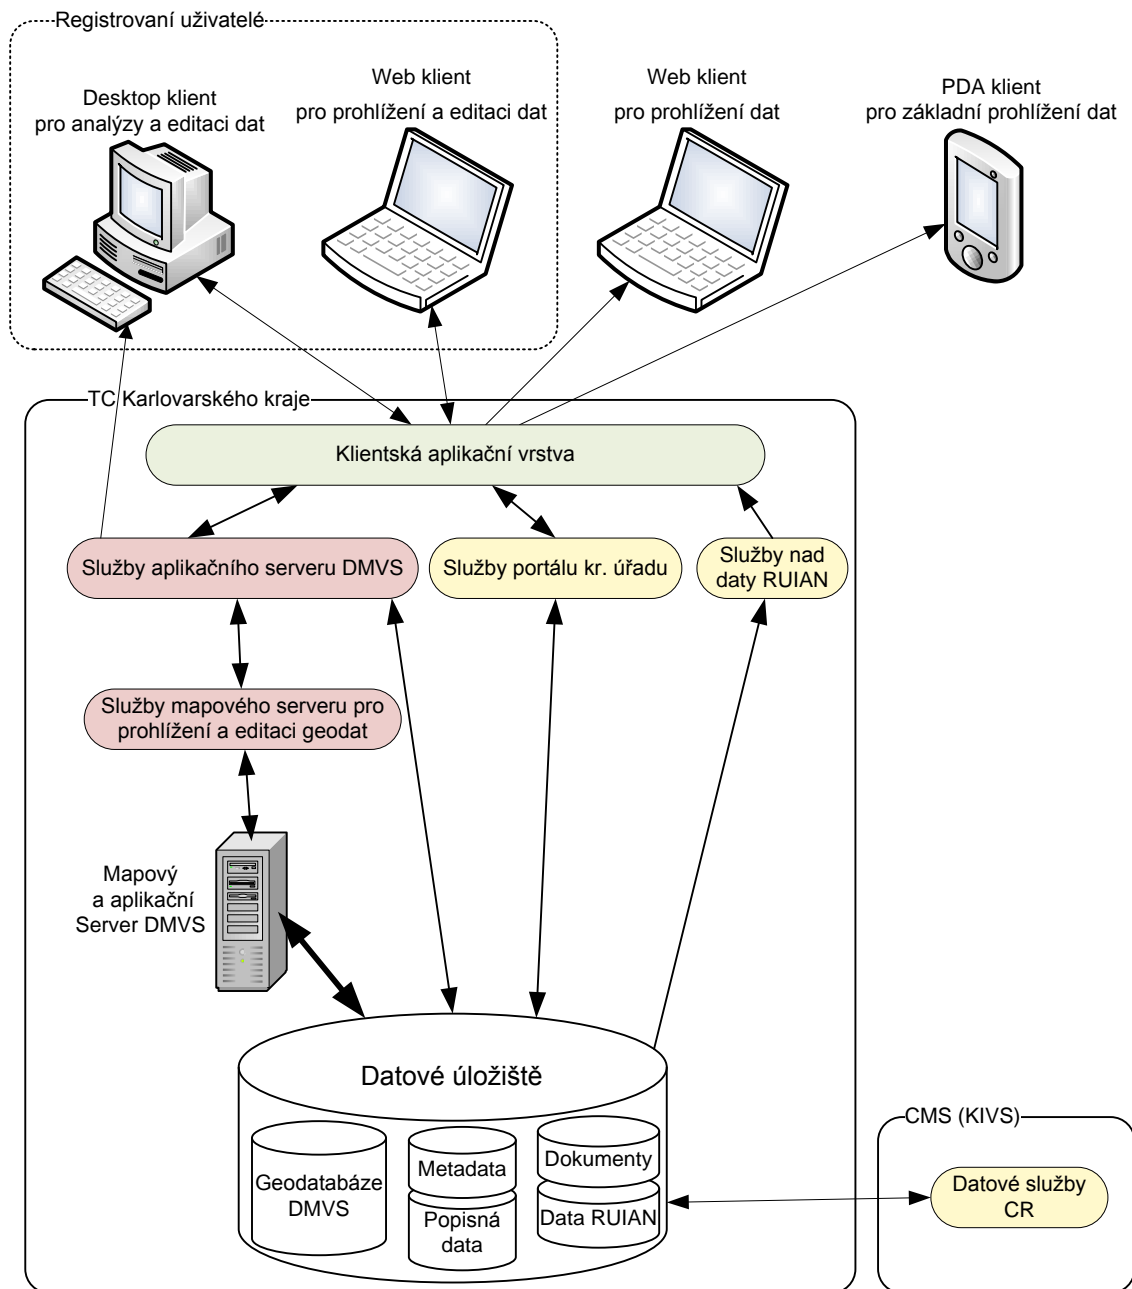 Registrovaní uživatelé
Desktop klient
pro analýzy a editaci dat
Web klient
pro prohlížení a editaci dat
Web klient
pro prohlížení dat
PDA klient
pro základní prohlížení dat
TC Karlovarského kraje
Klientská aplikační vrstva
Služby aplikačního serveru DMVS
Služby portálu kr. úřadu
Služby nad
daty RUIAN
Služby mapového serveru pro
prohlížení a editaci geodat
Mapový
a aplikační
Server DMVS
Datové úložiště
Geodatabáze
DMVS
Metadata
Popisná
data
Dokumenty
Data RUIAN
CMS (KIVS)
Datové služby
CR